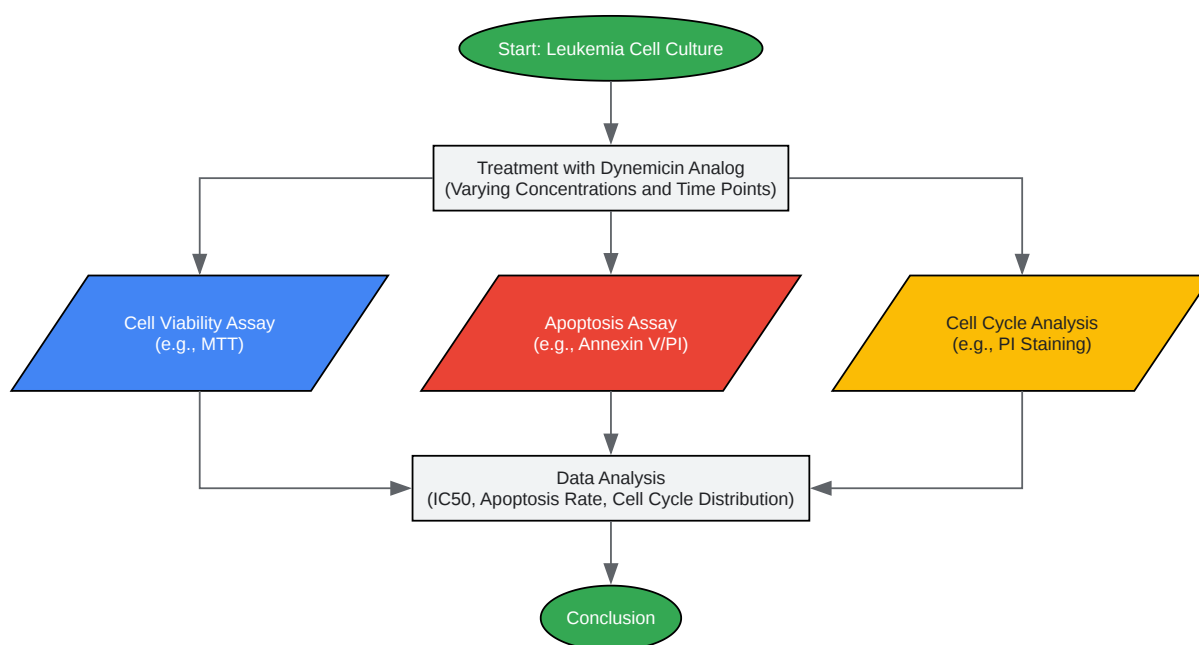 Start: Leukemia Cell Culture
Treatment with Dynemicin Analog
(Varying Concentrations and Time Points)
Cell Viability Assay
(e.g., MTT)
Apoptosis Assay
(e.g., Annexin V/PI)
Cell Cycle Analysis
(e.g., PI Staining)
Data Analysis
(IC50, Apoptosis Rate, Cell Cycle Distribution)
Conclusion